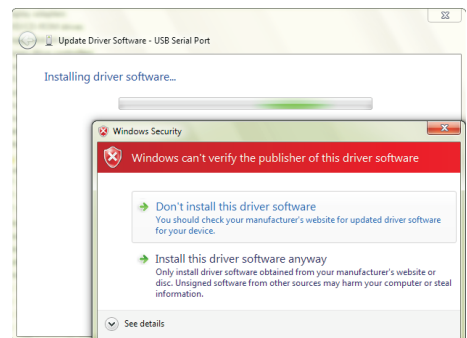 Update Driver Software - USB Serial Port
Installing driver software...
Windows Security
Windows can't verify the publisher of this driver software
Don't install this driver software
You should check your manufacturer's website for updated driver software
for your device.
Install this driver software anyway
Only install driver software obtained from your manufacturer's website or
disc. Unsigned software from other sources may harm your computer or steal
information.
See details